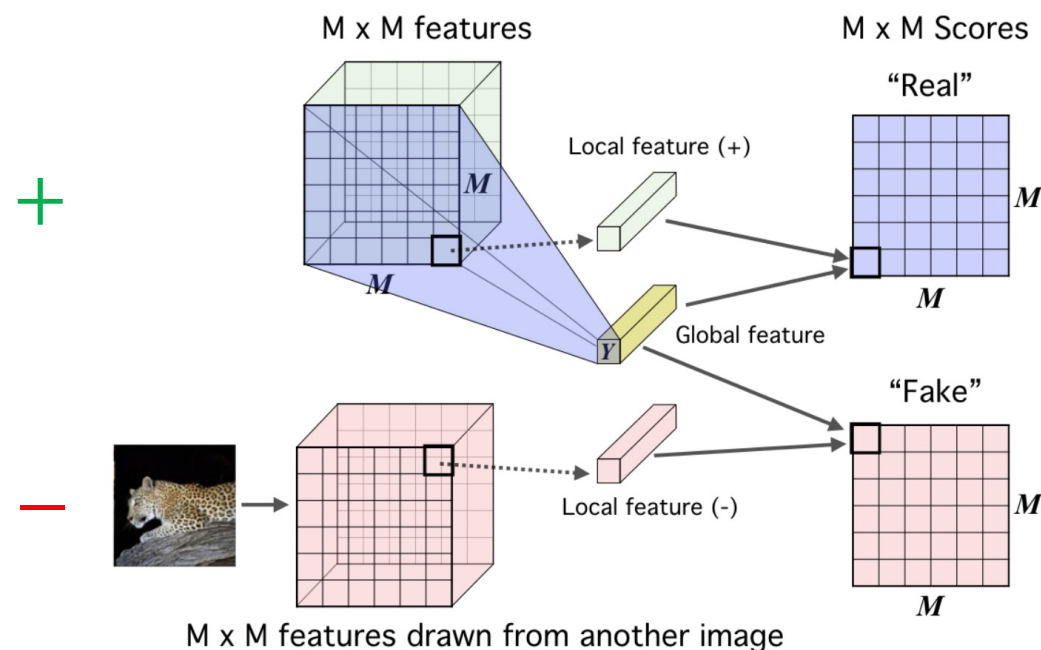 M x M features
M x M Scores
“Real”
Local feature (+)
M
M
M
M
+
Y
Global feature
“Fake”
Local feature (-)
M
M
−
M x M features drawn from another image